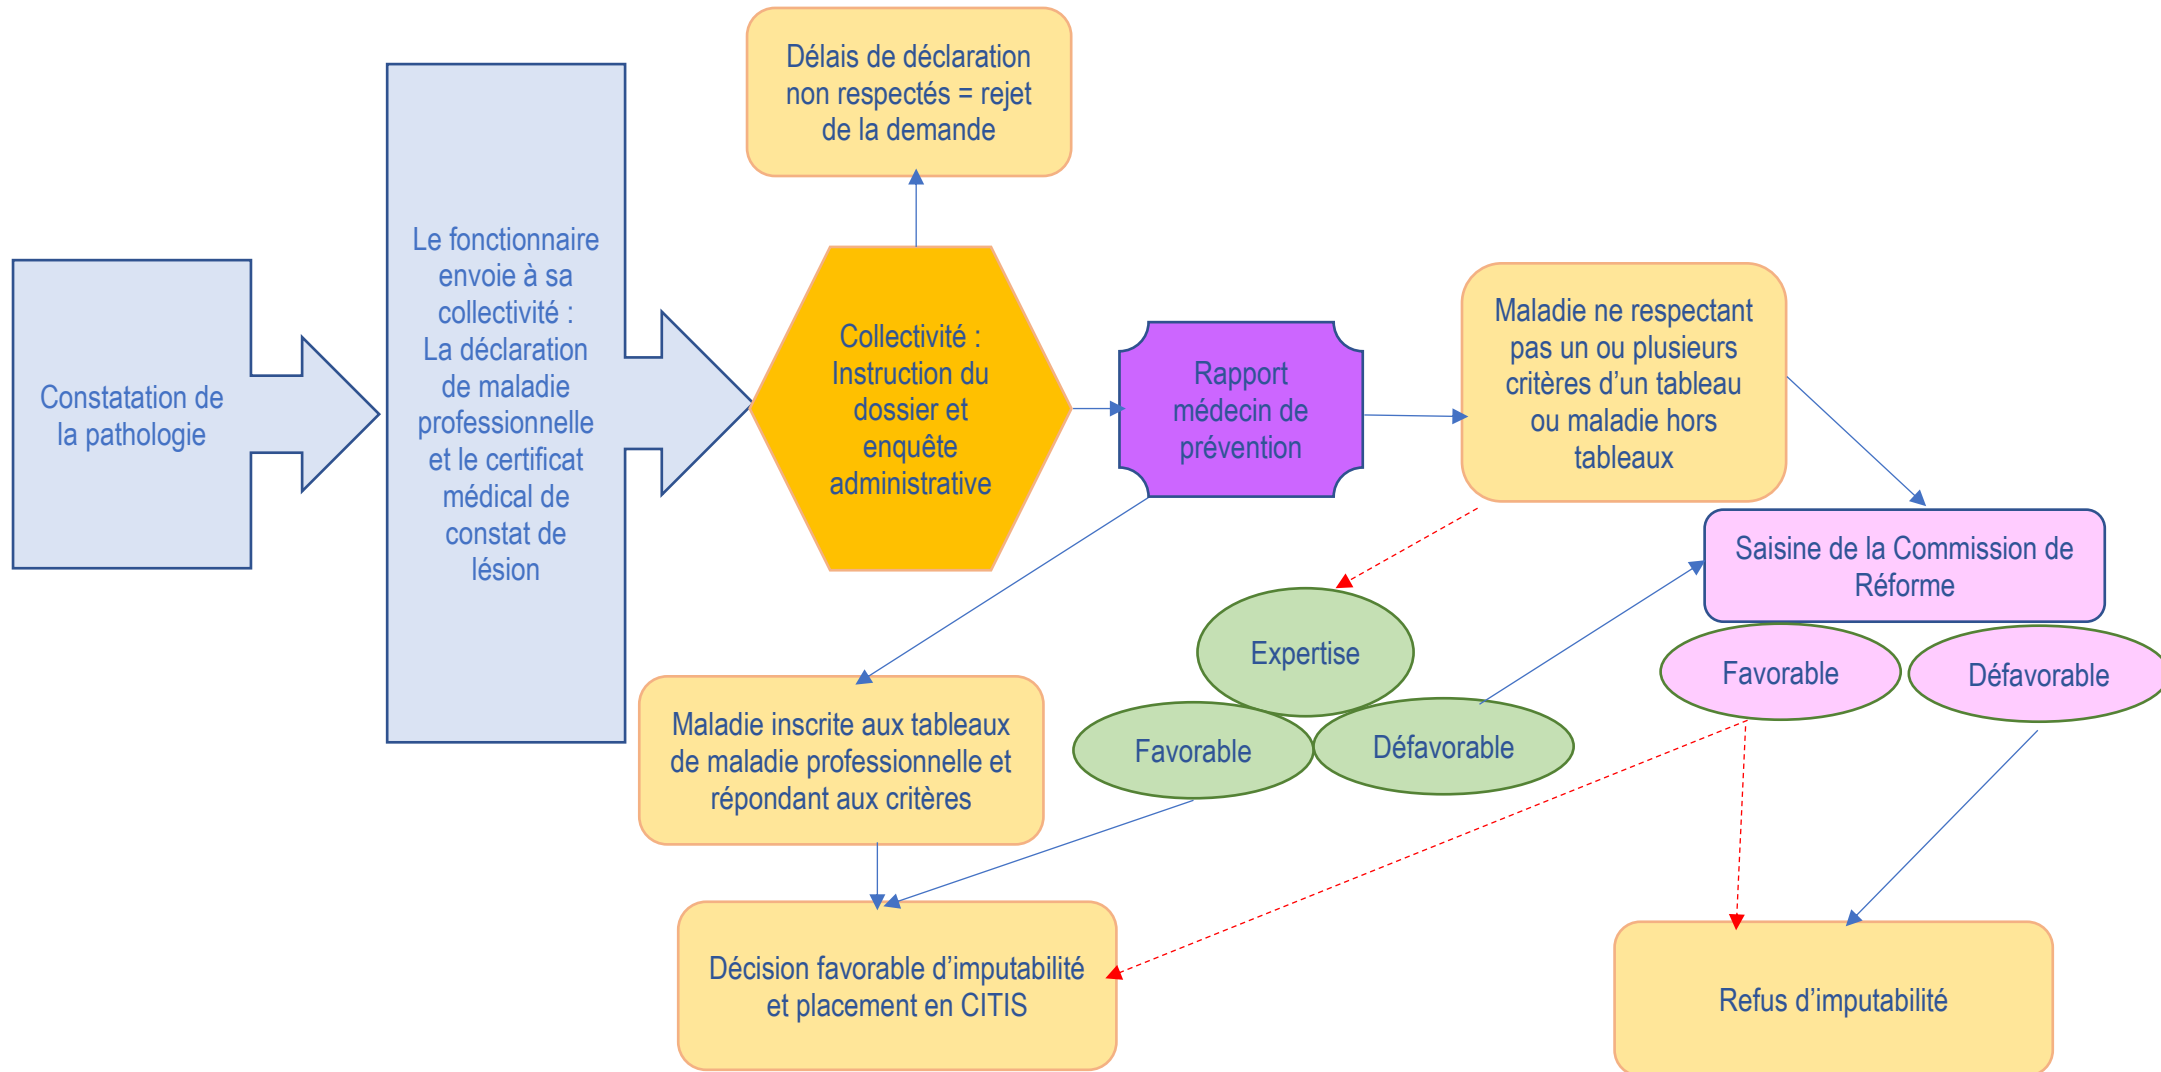 Constatation de
la pathologie
Le fonctionnaire
envoie à sa
collectivité :
La déclaration
de maladie
professionnelle
et le certificat
médical de
constat de
lésion
Délais de déclaration
non respectés = rejet
de la demande
Collectivité :
Instruction du
dossier et
enquête
administrative
Rapport
médecin de
prévention
Maladie ne respectant
pas un ou plusieurs
critères d’un tableau
ou maladie hors
tableaux
Saisine de la Commission de
Réforme
Favorable
Défavorable
Expertise
Favorable
Défavorable
Maladie inscrite aux tableaux
de maladie professionnelle et
répondant aux critères
Décision favorable d’imputabilité
et placement en CITIS
Refus d’imputabilité